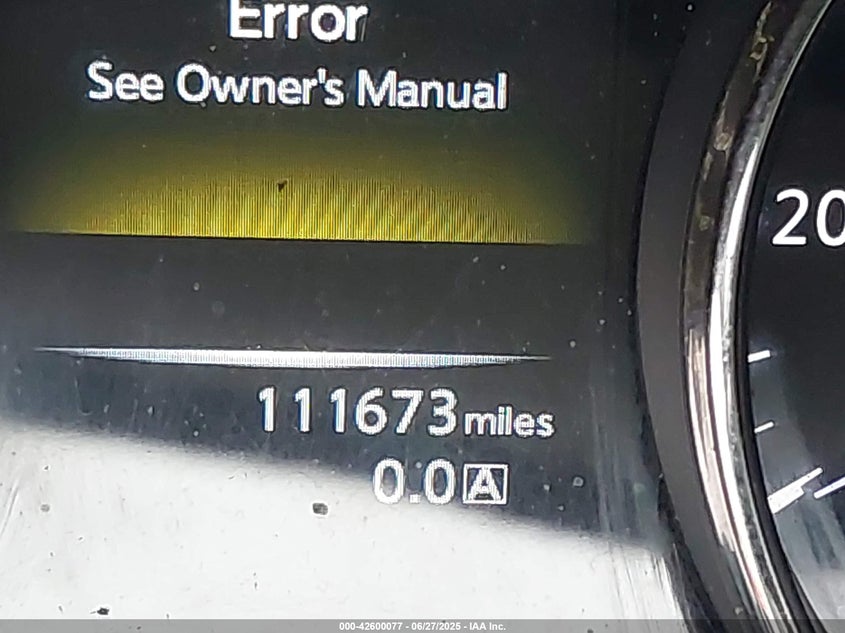 Error
See Owner's Manual
20
111673 miles
0.0 A
000-42600077 - 06/27/2025 - IAA Inc.